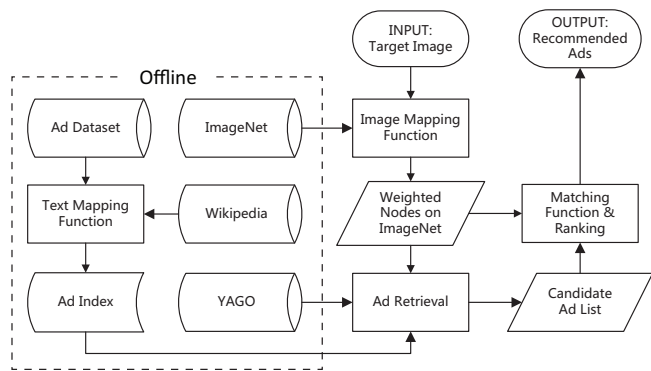 INPUT:
Target Image
OUTPUT:
Recommended
Ads
Offline
Ad Dataset
ImageNet
Image Mapping
Function
Text Mapping
Function
Wikipedia
Weighted
Nodes on
ImageNet
Matching
Function &
Ranking
Ad Index
YAGO
Ad Retrieval
Candidate
Ad List